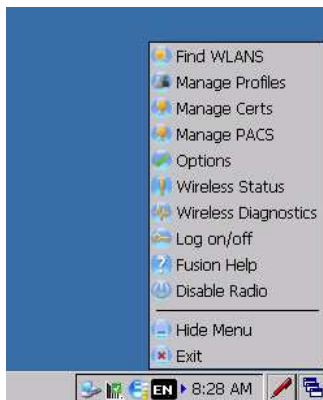 Find WLANS
Manage Profiles
Manage Certs
Manage PACS
Options
Wireless Status
Wireless Diagnostics
Log on/off
Fusion Help
Disable Radio
Hide Menu
Exit
EN 8:28 AM